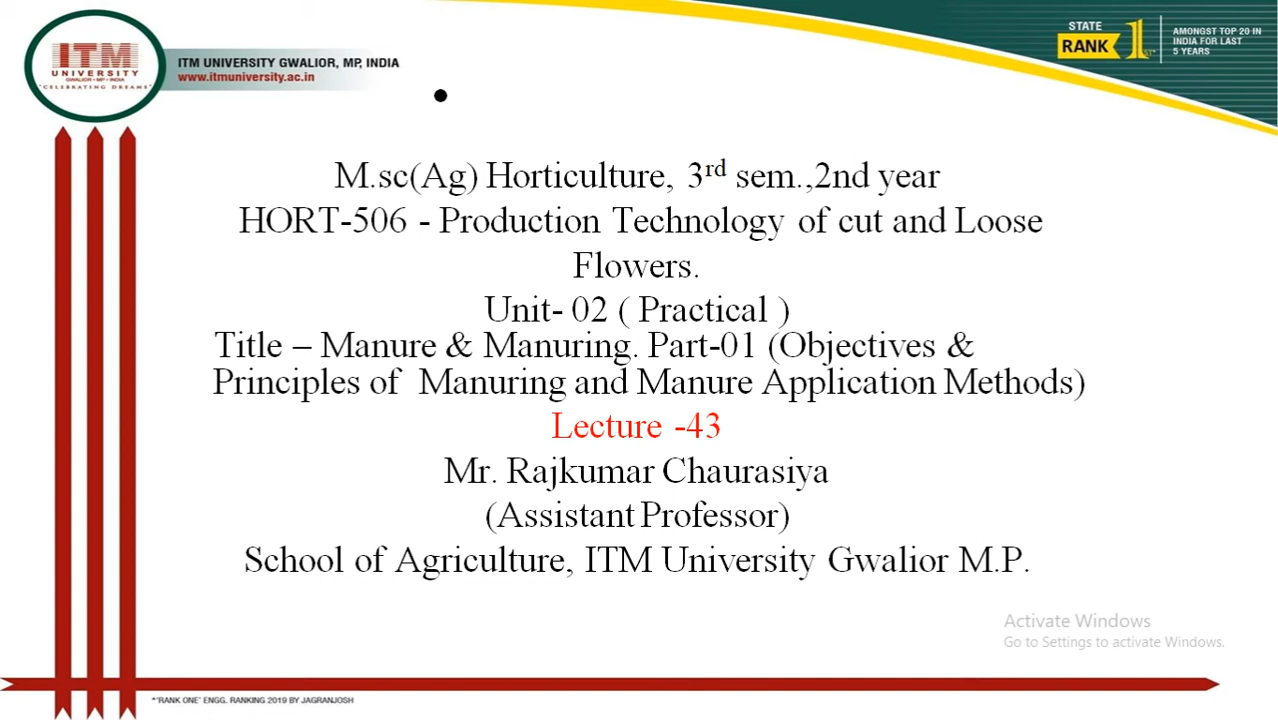 ITM
UNIVERSITY
GWALIOR • MP • INDIA
"CELEBRATING DREAMS"
ITM UNIVERSITY GWALIOR, MP, INDIA
www.itmuniversity.ac.in
STATE
RANK 1ST*
AMONGST TOP 20 IN
INDIA FOR LAST
5 YEARS
•
M.sc(Ag) Horticulture, 3rd sem.,2nd year
HORT-506 - Production Technology of cut and Loose
Flowers.
Unit- 02 ( Practical )
Title – Manure & Manuring. Part-01 (Objectives &
Principles of Manuring and Manure Application Methods)
Lecture -43
Mr. Rajkumar Chaurasiya
(Assistant Professor)
School of Agriculture, ITM University Gwalior M.P.
Activate Windows
Go to Settings to activate Windows.
*"RANK ONE" ENGG. RANKING 2019 BY JAGRANJOSH